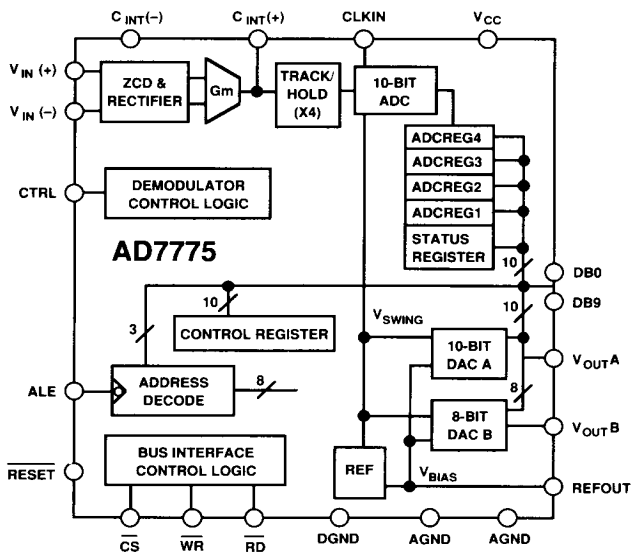 C INT(–)
C INT(+)
CLKIN
VCC
VIN (+)
VIN (–)
ZCD &
RECTIFIER
Gm
TRACK/
HOLD
(X4)
10-BIT
ADC
ADCREG4
ADCREG3
ADCREG2
ADCREG1
STATUS
REGISTER
CTRL
DEMODULATOR
CONTROL LOGIC
AD7775
10
DB0
DB9
10
10
3
CONTROL REGISTER
VSWING
10-BIT
DAC A
VOUTA
ALE
ADDRESS
DECODE
8
8
8-BIT
DAC B
VOUTB
RESET
BUS INTERFACE
CONTROL LOGIC
REF
VBIAS
REFOUT
CS
WR
RD
DGND
AGND
AGND